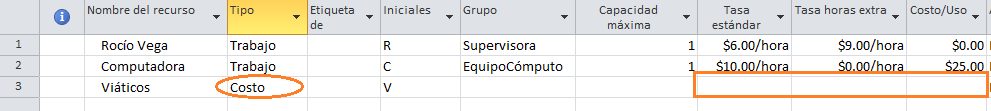 Nombre del recurso Tipo Etiqueta de Iniciales Grupo Capacidad máxima Tasa estándar Tasa horas extra Costo/Uso
1 Rocío Vega Trabajo R Supervisora 1 $6.00/hora $9.00/hora $0.00
2 Computadora Trabajo C EquipoCómputo 1 $10.00/hora $0.00/hora $25.00
3 Viáticos Costo V